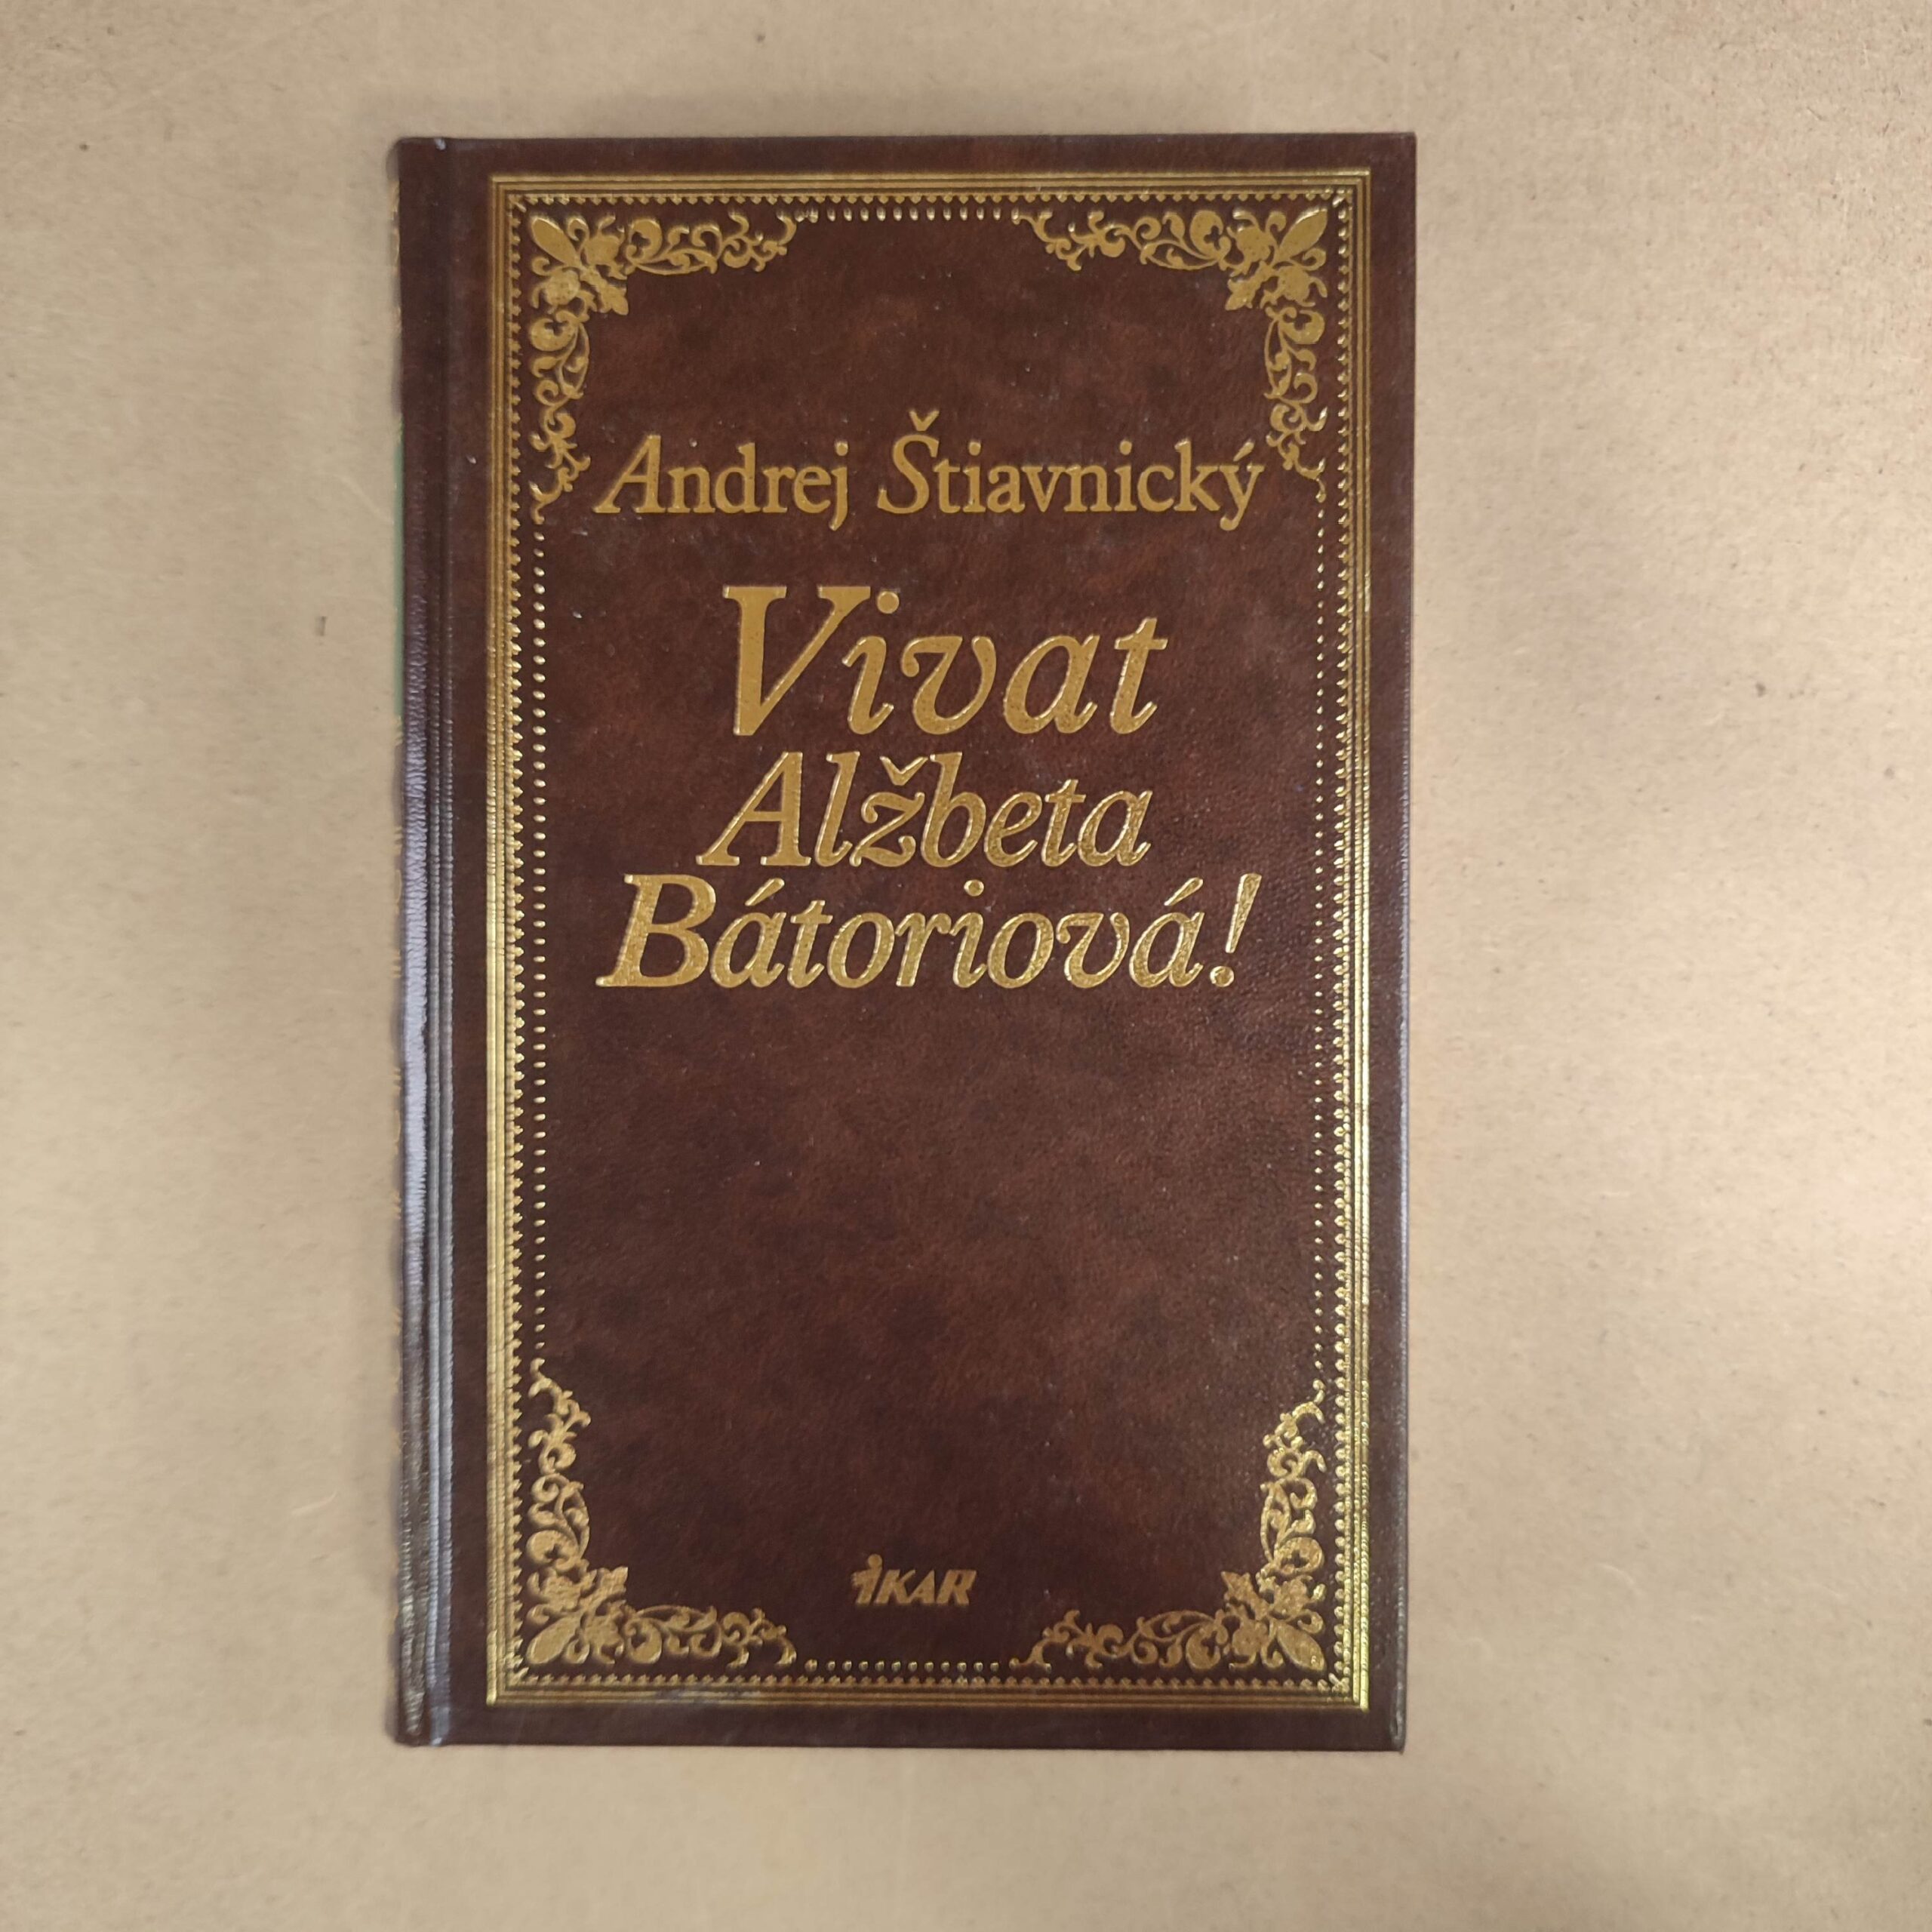 Andrej Štiavnický
Vivat
Alžbeta
Bátoriová!
iKAR